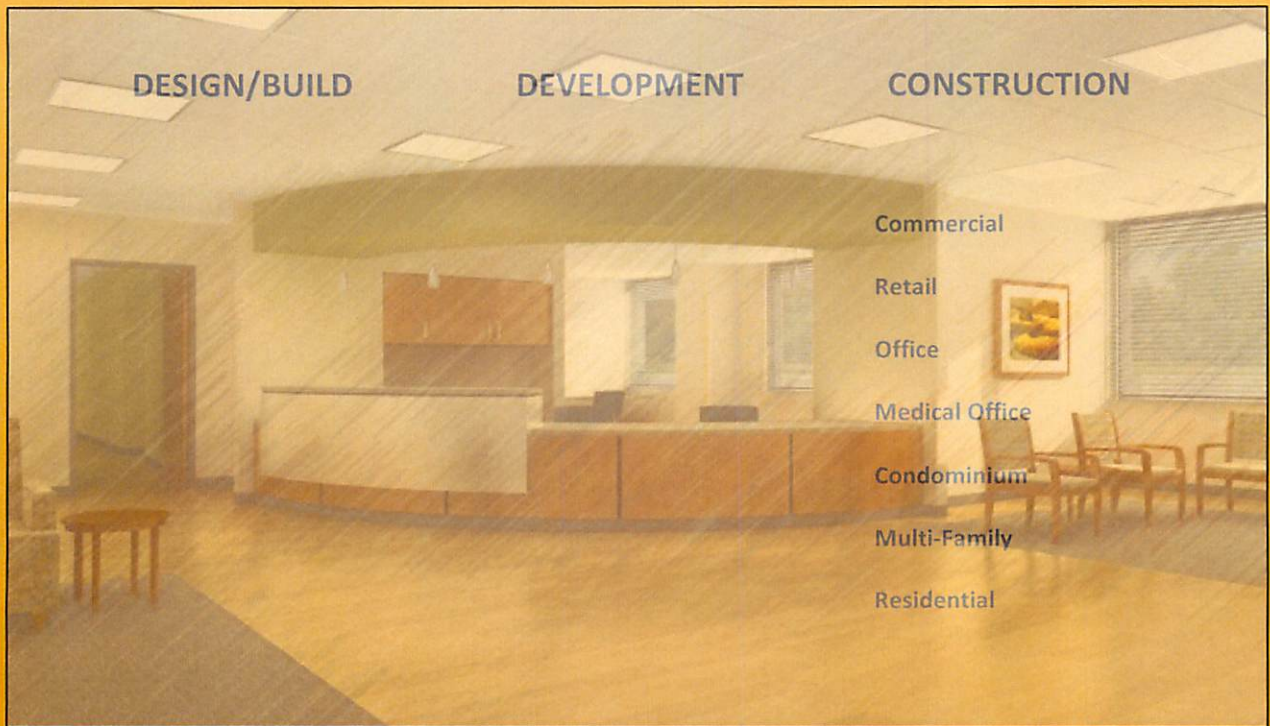 DESIGN/BUILD DEVELOPMENT CONSTRUCTION
Commercial
Retail
Office
Medical Office
Condominium
Multi-Family
Residential